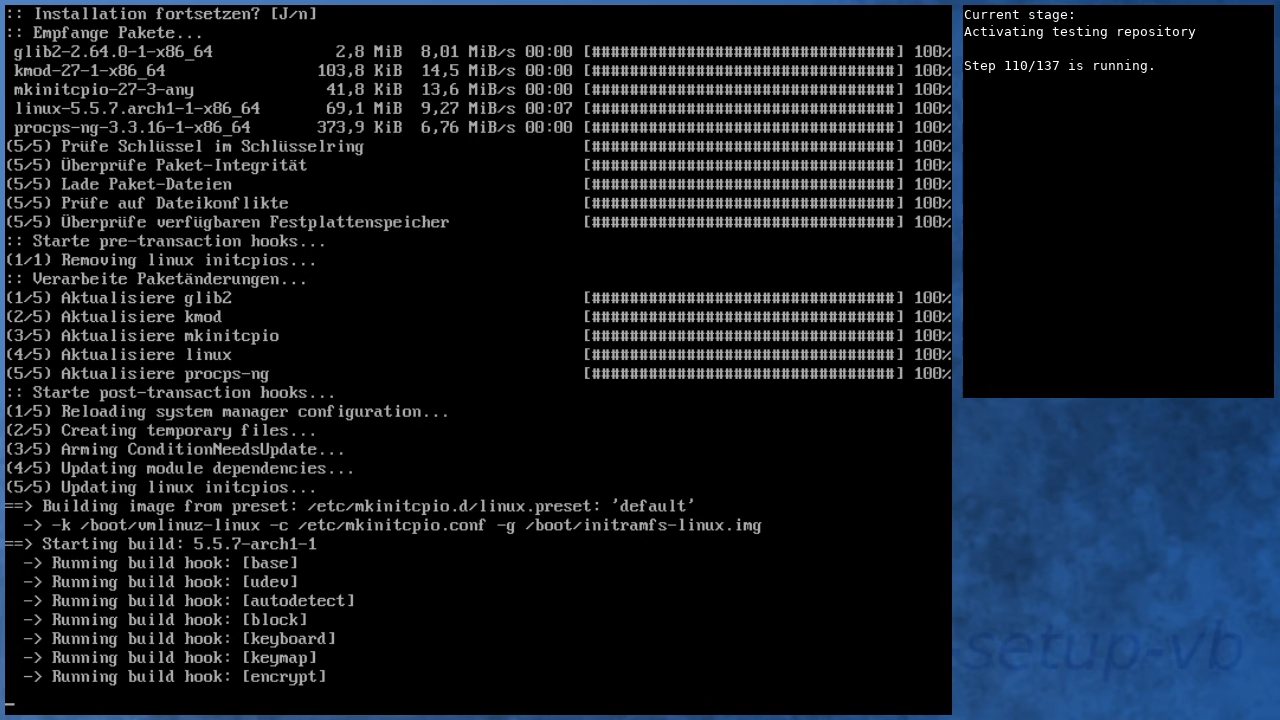 :: Installation fortsetzen? [J/n]
:: Empfange Pakete...
 glib2-2.64.0-1-x86_64             2,8 MiB  8,01 MiB/s 00:00 [################################] 100%
 kmod-27-1-x86_64                103,8 KiB  14,5 MiB/s 00:00 [################################] 100%
 mkinitcpio-27-3-any              41,8 KiB  13,6 MiB/s 00:00 [################################] 100%
 linux-5.5.7.arch1-1-x86_64       69,1 MiB  9,27 MiB/s 00:07 [################################] 100%
 procps-ng-3.3.16-1-x86_64       373,9 KiB  6,76 MiB/s 00:00 [################################] 100%
(5/5) Prüfe Schlüssel im Schlüsselring                       [################################] 100%
(5/5) Überprüfe Paket-Integrität                             [################################] 100%
(5/5) Lade Paket-Dateien                                     [################################] 100%
(5/5) Prüfe auf Dateikonflikte                               [################################] 100%
(5/5) Überprüfe verfügbaren Festplattenspeicher              [################################] 100%
:: Starte pre-transaction hooks...
(1/1) Removing linux initcpios...
:: Verarbeite Paketänderungen...
(1/5) Aktualisiere glib2                                     [################################] 100%
(2/5) Aktualisiere kmod                                      [################################] 100%
(3/5) Aktualisiere mkinitcpio                                [################################] 100%
(4/5) Aktualisiere linux                                     [################################] 100%
(5/5) Aktualisiere procps-ng                                 [################################] 100%
:: Starte post-transaction hooks...
(1/5) Reloading system manager configuration...
(2/5) Creating temporary files...
(3/5) Arming ConditionNeedsUpdate...
(4/5) Updating module dependencies...
(5/5) Updating linux initcpios...
==> Building image from preset: /etc/mkinitcpio.d/linux.preset: 'default'
  -> -k /boot/vmlinuz-linux -c /etc/mkinitcpio.conf -g /boot/initramfs-linux.img
==> Starting build: 5.5.7-arch1-1
  -> Running build hook: [base]
  -> Running build hook: [udev]
  -> Running build hook: [autodetect]
  -> Running build hook: [block]
  -> Running build hook: [keyboard]
  -> Running build hook: [keymap]
  -> Running build hook: [encrypt]
_
Current stage:
Activating testing repository
Step 110/137 is running.
setup-vb